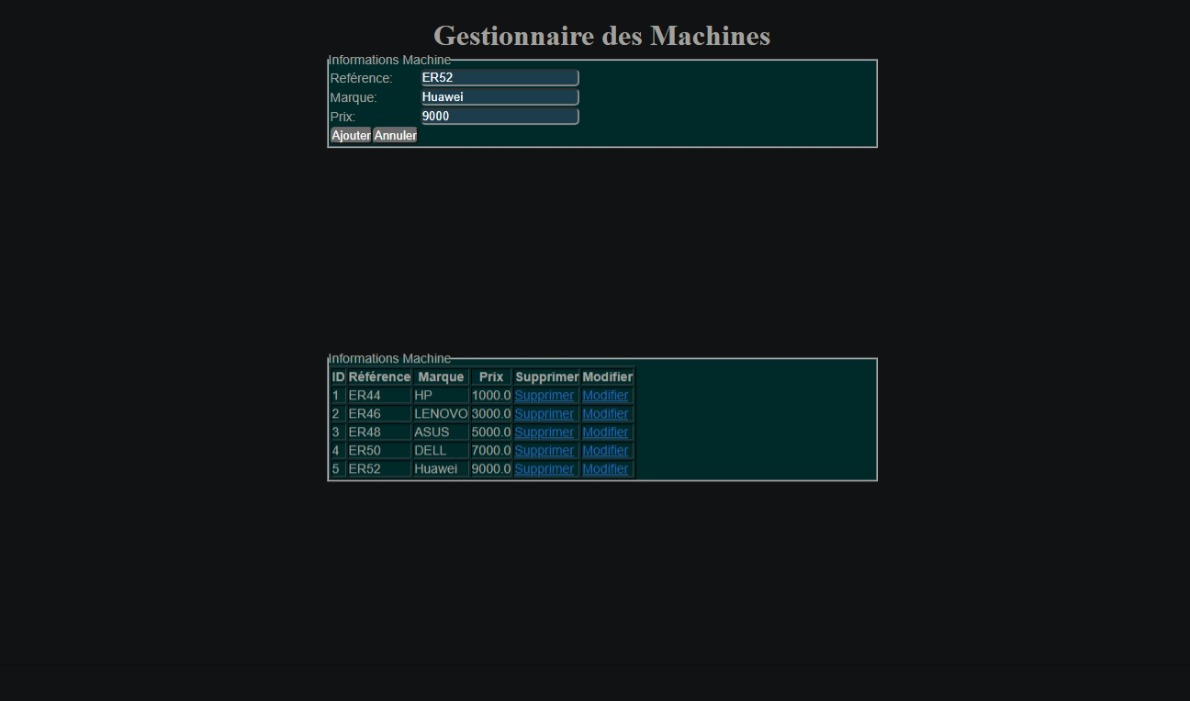 Gestionnaire des Machines
Informations Machine
Reférence: ER52
Marque: Huawei
Prix: 9000
Ajouter Annuler
Informations Machine
ID Référence Marque Prix Supprimer Modifier
1 ER44 HP 1000.0 Supprimer Modifier
2 ER46 LENOVO 3000.0 Supprimer Modifier
3 ER48 ASUS 5000.0 Supprimer Modifier
4 ER50 DELL 7000.0 Supprimer Modifier
5 ER52 Huawei 9000.0 Supprimer Modifier